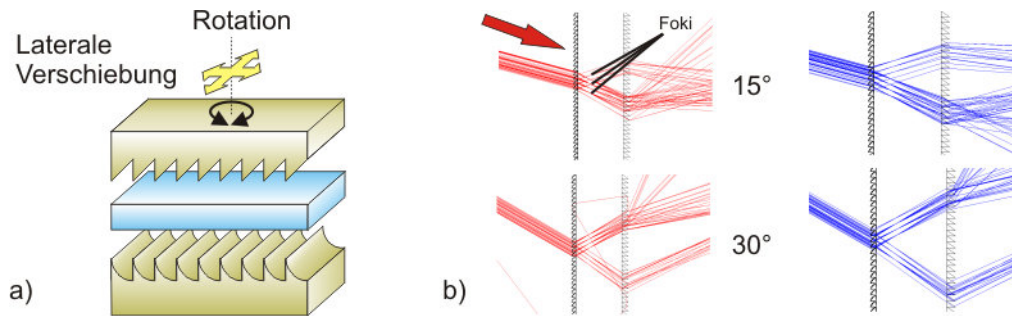 Rotation
Laterale
Verschiebung
a)
Foki
15°
30°
b)